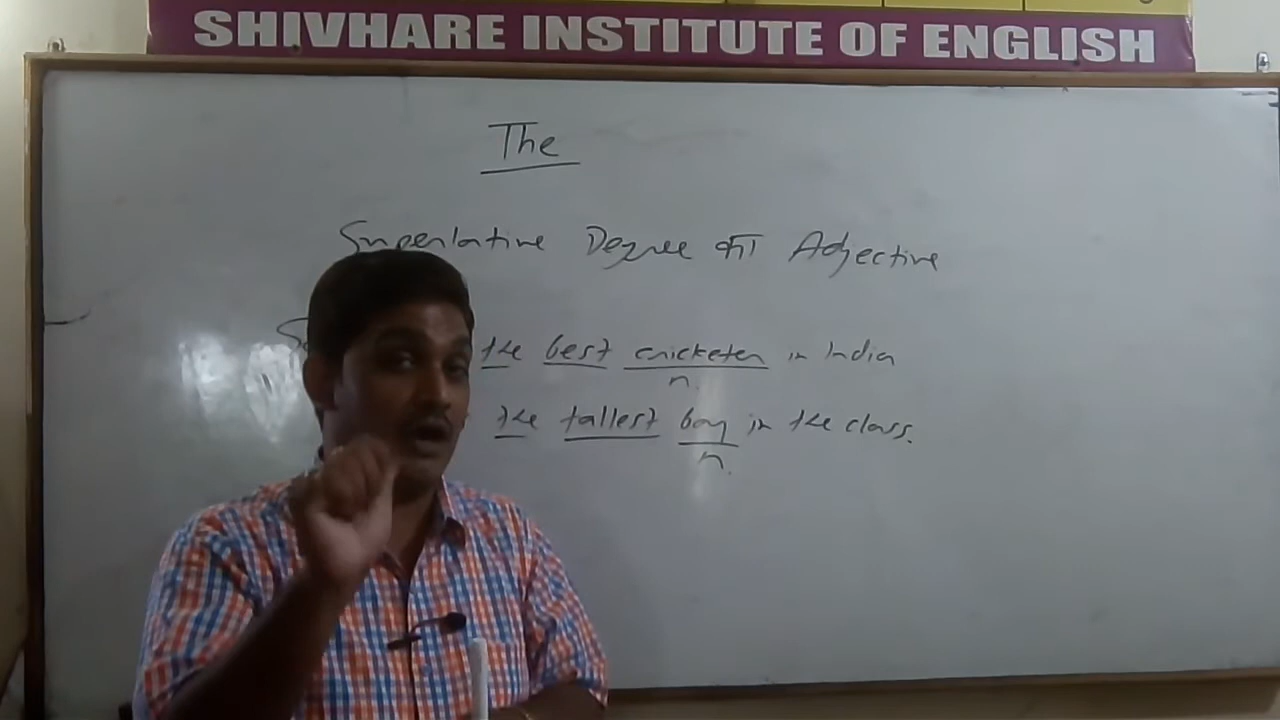 SHIVHARE INSTITUTE OF ENGLISH
The
Superlative Degree का Adjective
the best cricketer in India
n.
the tallest boy in the class.
n.